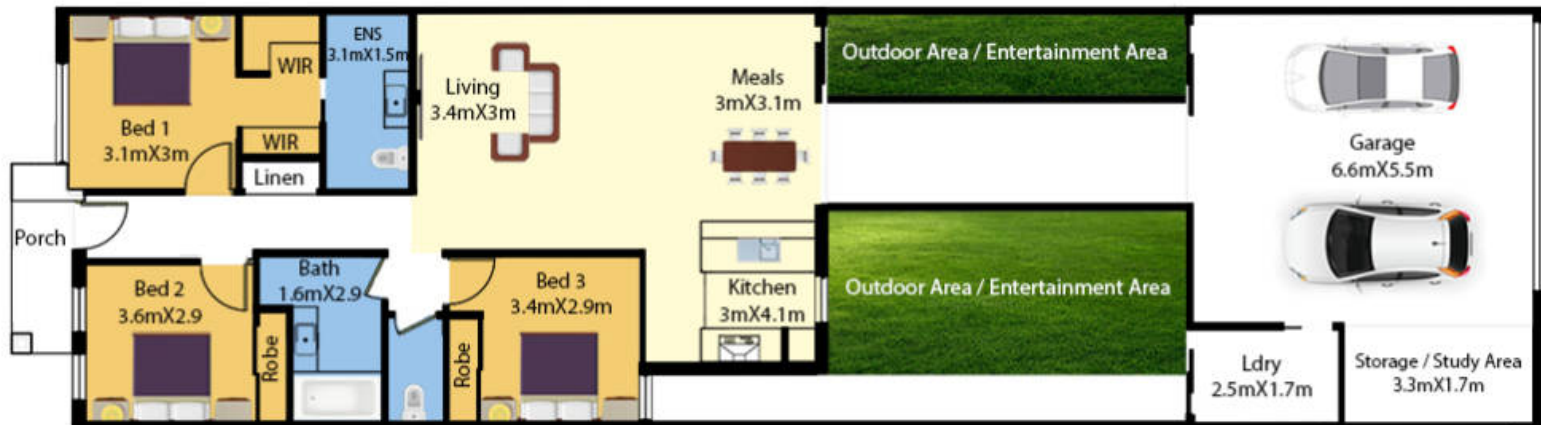 ENS
3.1mX1.5m
WIR
Bed 1
3.1mX3m
WIR
Linen
Living
3.4mX3m
Meals
3mX3.1m
Outdoor Area / Entertainment Area
Garage
6.6mX5.5m
Porch
Bed 2
3.6mX2.9
Robe
Bath
1.6mX2.9
Robe
Bed 3
3.4mX2.9m
Kitchen
3mX4.1m
Outdoor Area / Entertainment Area
Ldry
2.5mX1.7m
Storage / Study Area
3.3mX1.7m